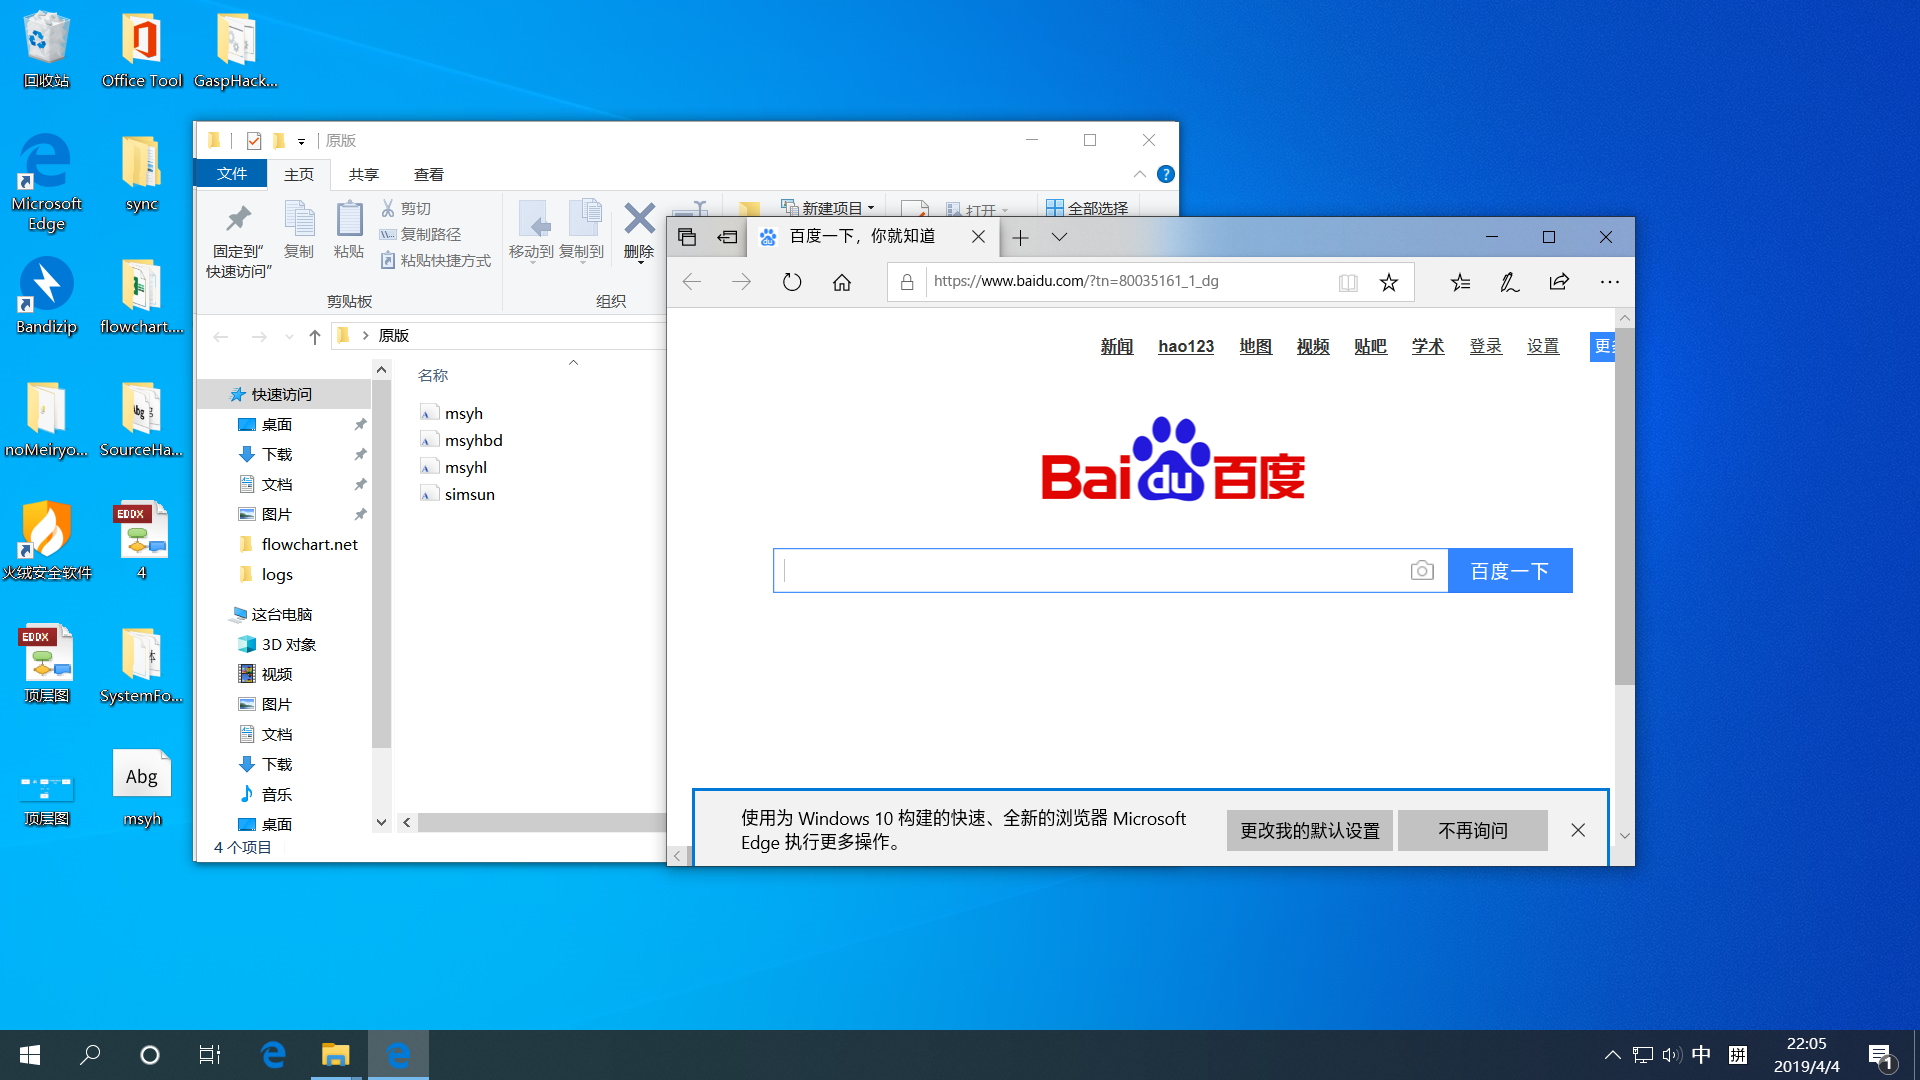 回收站
Office Tool
GaspHack...
Microsoft
Edge
sync
Bandizip
flowchart....
noMeiryo...
SourceHa...
火绒安全软件
EDDX
4
EDDX
顶层图
SystemFo...
顶层图
Abg
msyh
原版
文件
主页
共享
查看
固定到"
快速访问"
复制
粘贴
剪切
复制路径
粘贴快捷方式
剪贴板
移动到
复制到
删除
组织
新建项目
打开
全部选择
原版
名称
快速访问
桌面
下载
文档
图片
flowchart.net
logs
这台电脑
3D 对象
视频
图片
文档
下载
音乐
桌面
msyh
msyhbd
msyhl
simsun
4 个项目
百度一下，你就知道
https://www.baidu.com/?tn=80035161_1_dg
新闻
hao123
地图
视频
贴吧
学术
登录
设置
Bai du 百度
百度一下
使用为 Windows 10 构建的快速、全新的浏览器 Microsoft
Edge 执行更多操作。
更改我的默认设置
不再询问
中
拼
22:05
2019/4/4
1